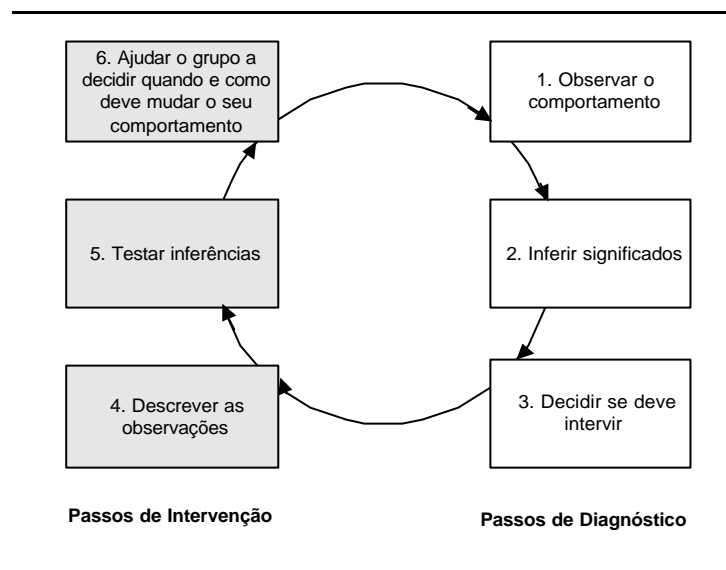 6. Ajudar o grupo a
decidir quando e como
deve mudar o seu
comportamento
1. Observar o
comportamento
5. Testar inferências
2. Inferir significados
4. Descrever as
observações
3. Decidir se deve
intervir
Passos de Intervenção
Passos de Diagnóstico